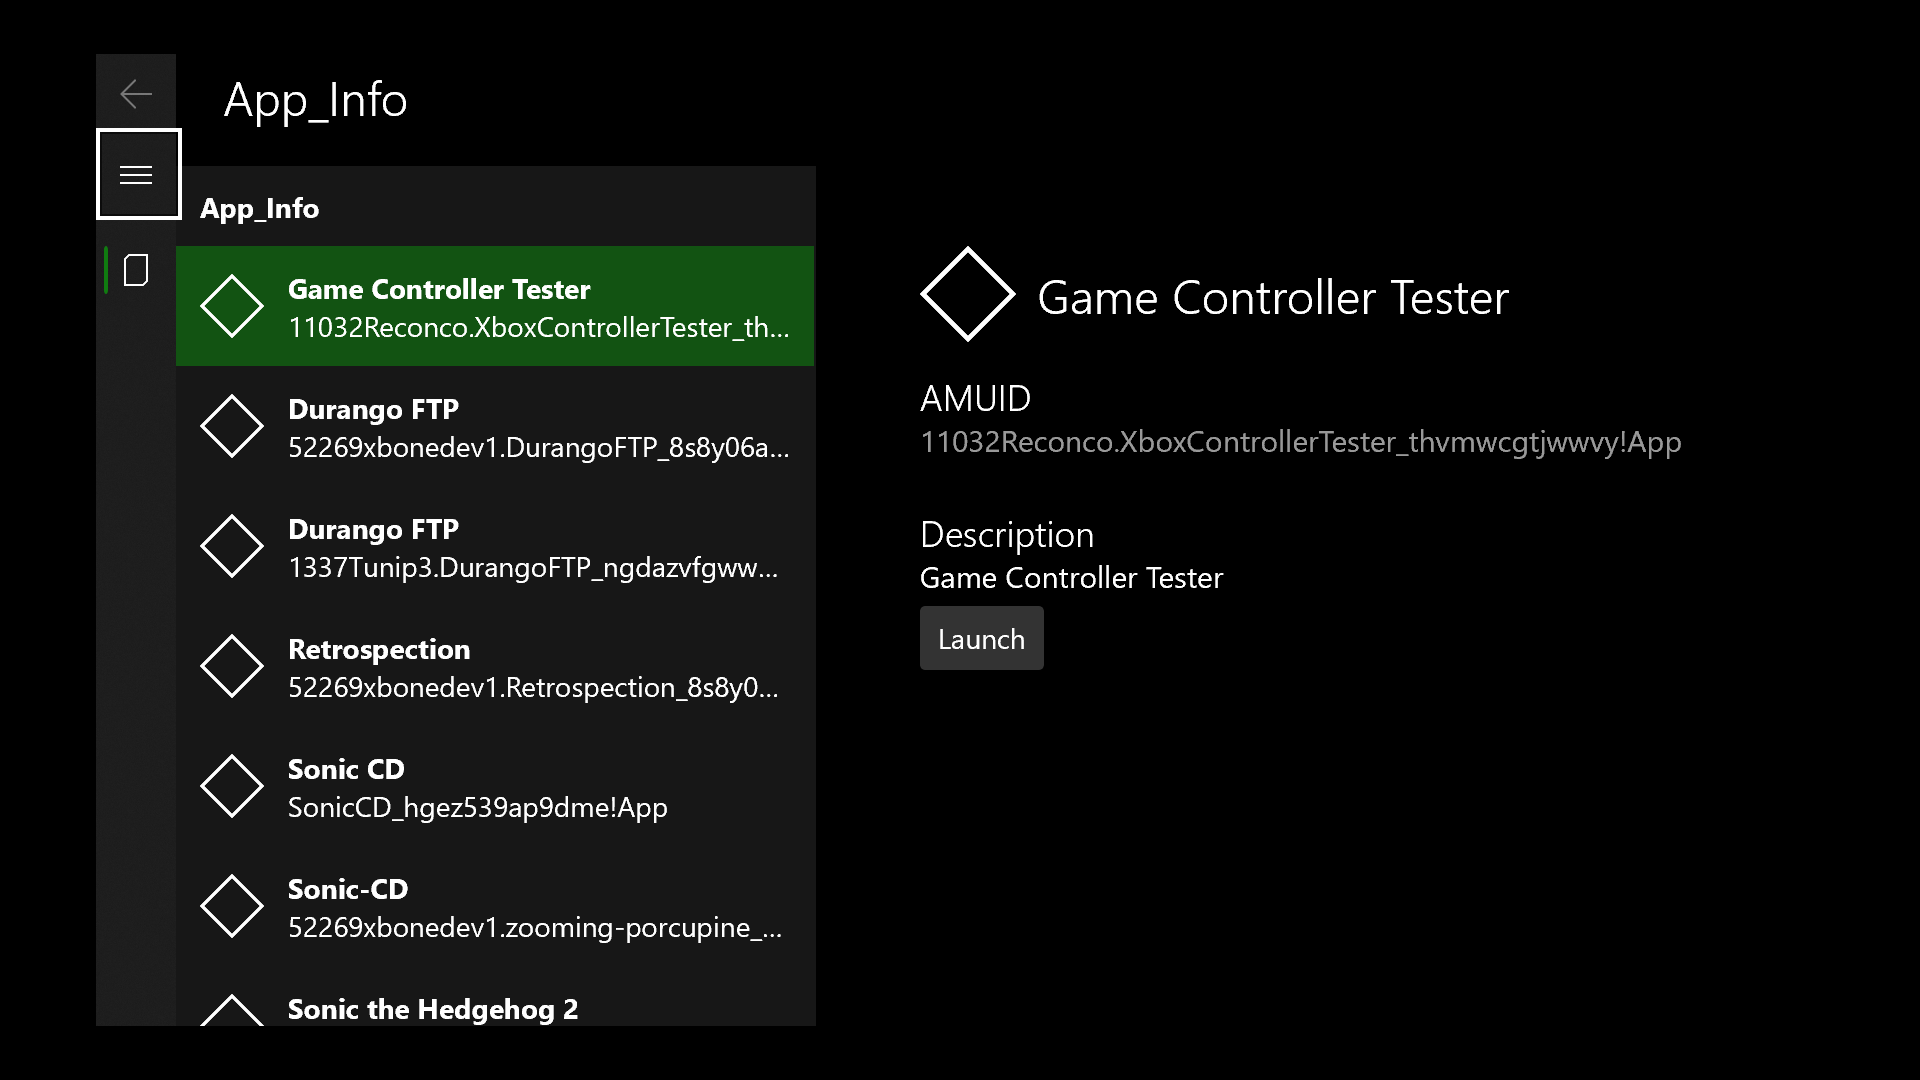 App_Info
App_Info
Game Controller Tester
11032Reconco.XboxControllerTester_th...
Durango FTP
52269xbonedev1.DurangoFTP_8s8y06a...
Durango FTP
1337Tunip3.DurangoFTP_ngdazvfgww...
Retrospection
52269xbonedev1.Retrospection_8s8y0...
Sonic CD
SonicCD_hgez539ap9dme!App
Sonic-CD
52269xbonedev1.zooming-porcupine_...
Sonic the Hedgehog 2
Game Controller Tester
AMUID
11032Reconco.XboxControllerTester_thvmwcgtjwwvy!App
Description
Game Controller Tester
Launch